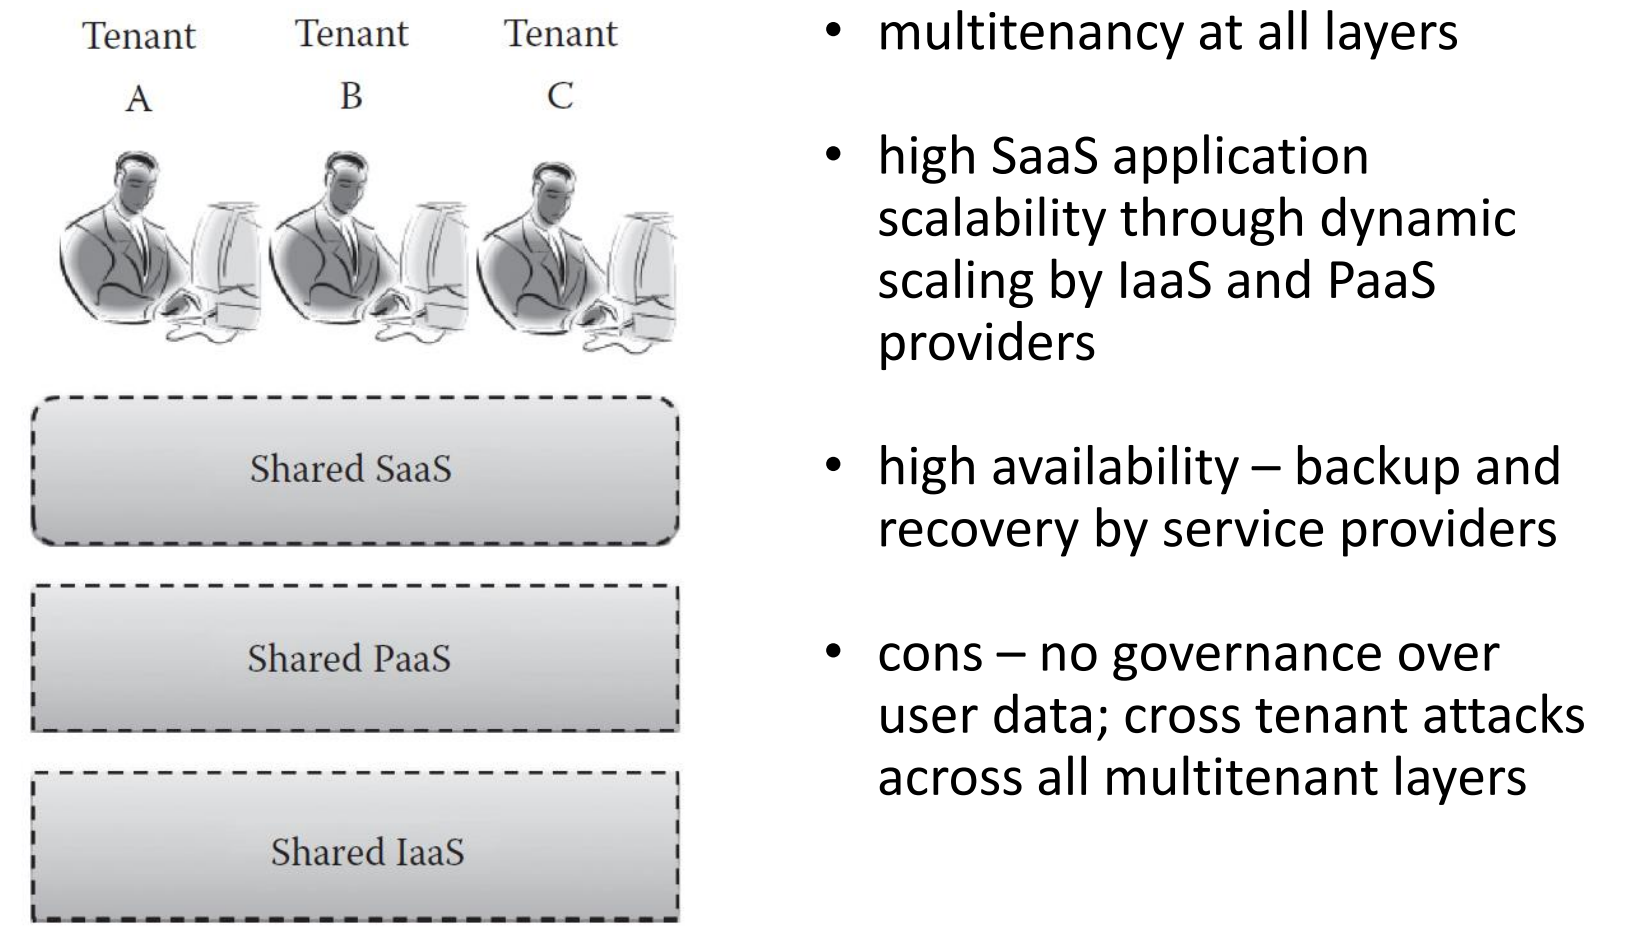 Tenant Tenant Tenant
A B C
Shared SaaS
Shared PaaS
Shared IaaS
• multitenancy at all layers
• high SaaS application
scalability through dynamic
scaling by IaaS and PaaS
providers
• high availability – backup and
recovery by service providers
• cons – no governance over
user data; cross tenant attacks
across all multitenant layers